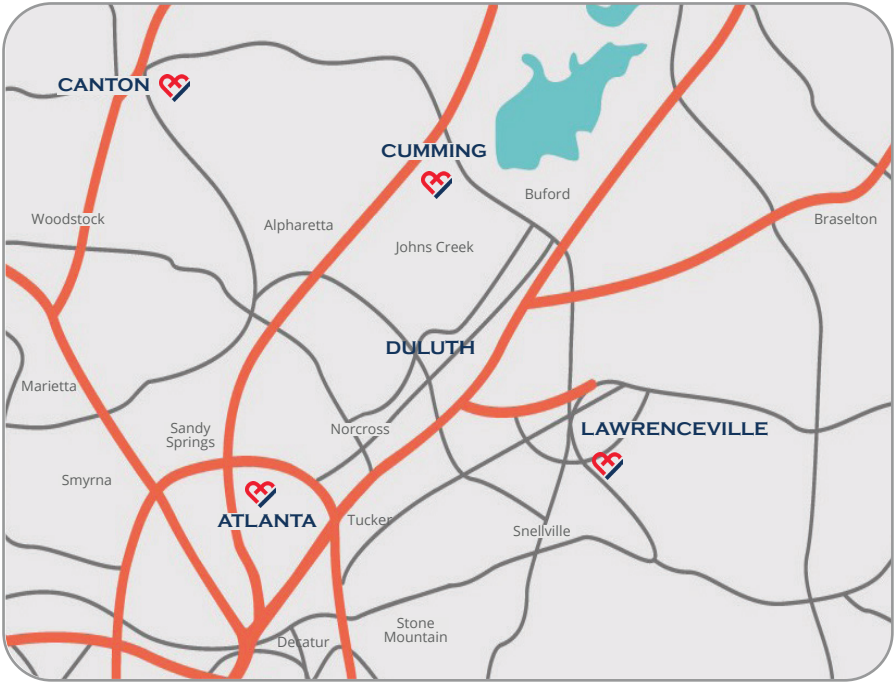 CANTON
CUMMING
Buford
Woodstock
Alpharetta
Braselton
Johns Creek
DULUTH
Marietta
Sandy
Springs
Norcross
LAWRENCEVILLE
Smyrna
ATLANTA
Tucker
Snellville
Stone
Mountain
Decatur